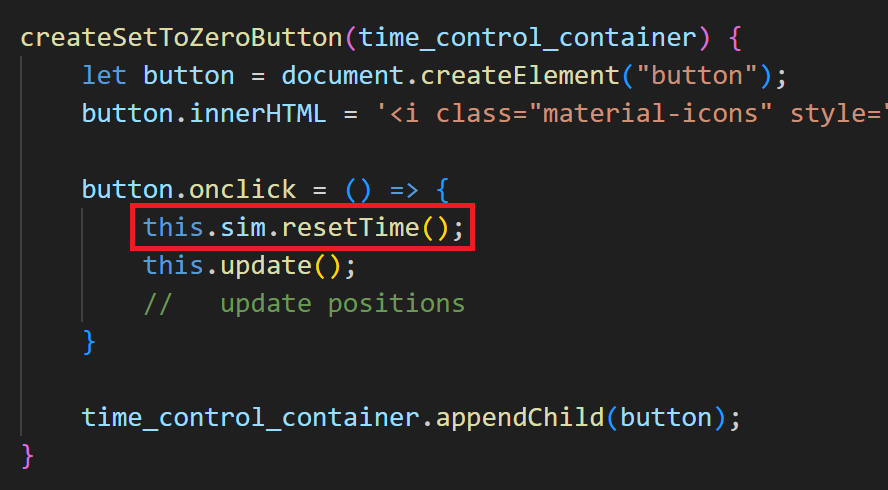 createSetToZeroButton(time_control_container) {
let button = document.createElement("button");
button.innerHTML = '<i class="material-icons" style="
button.onclick = () => {
this.sim.resetTime();
this.update();
// update positions
}
time_control_container.appendChild(button);
}